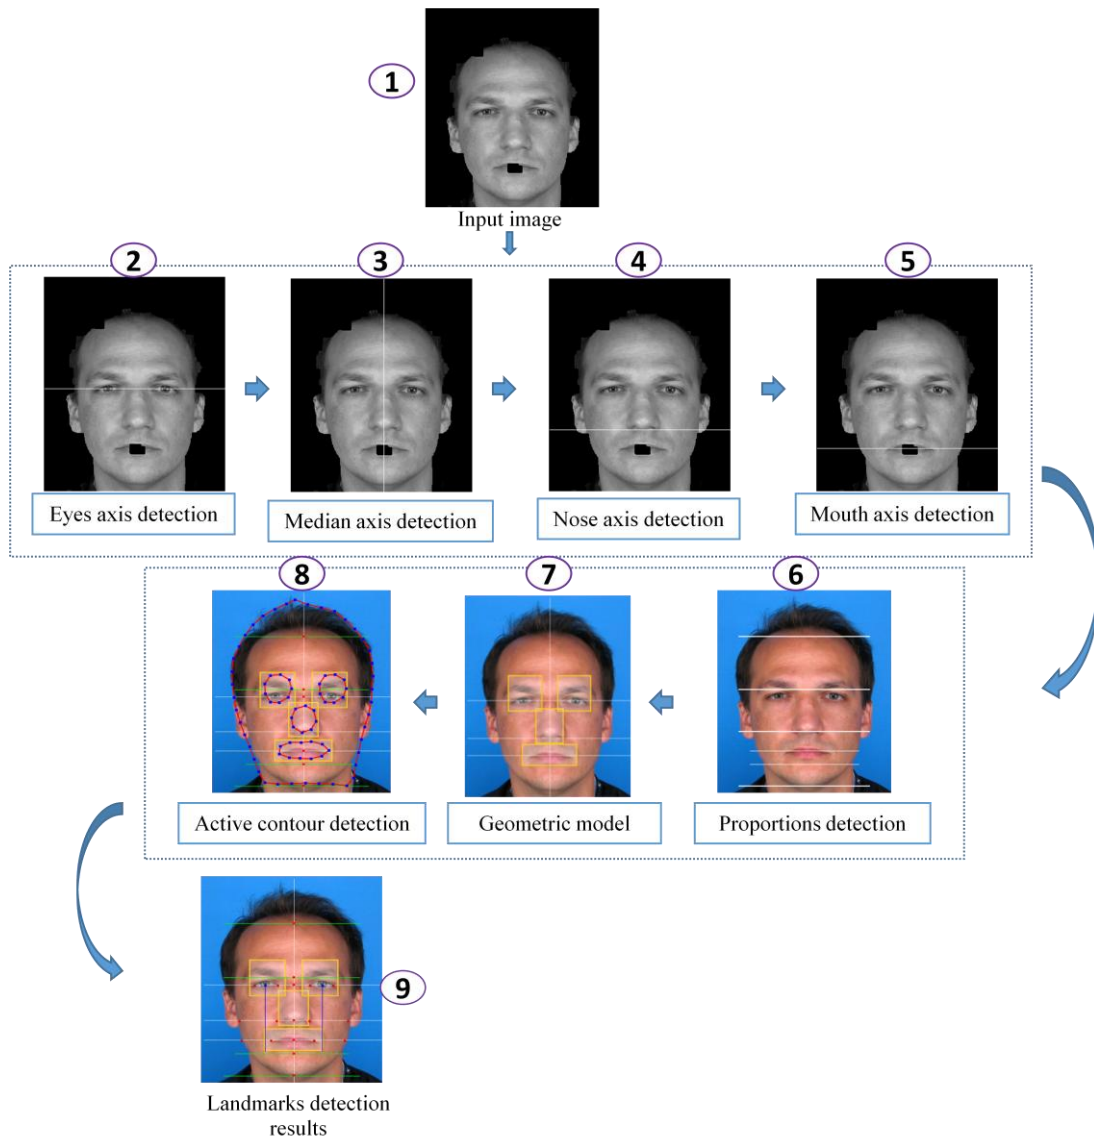 1
Input image
2
3
4
5
Eyes axis detection
Median axis detection
Nose axis detection
Mouth axis detection
8
7
6
Active contour detection
Geometric model
Proportions detection
9
Landmarks detection
results